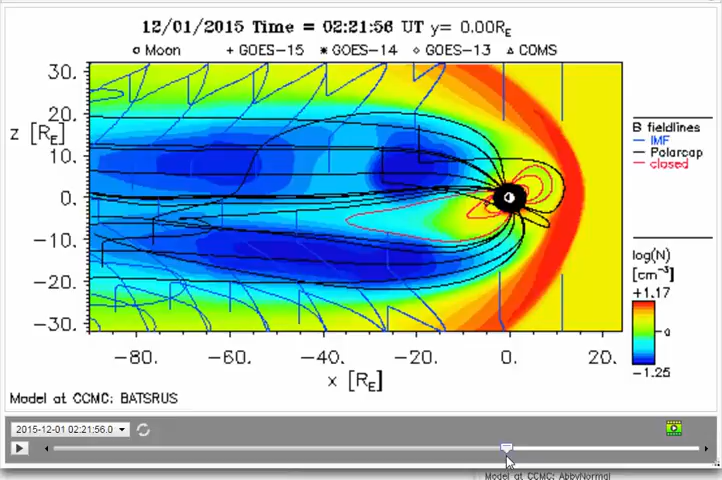 12/01/2015 Time = 02:21:56 UT y= 0.00R_E
o Moon + GOES-15 * GOES-14 ◇ GOES-13 △ COMS
z [R_E]
30.
20.
10.
0.
-10.
-20.
-30.
-80. -60. -40. -20. 0. 20.
x [R_E]
B fieldlines
IMF
Polarcap
closed
log(N)
[cm⁻³]
+1.17
0
-1.25
Model at CCMC: BATSRUS
2015-12-01 02:21:56.0
Model at CCMC: AbbyNormal